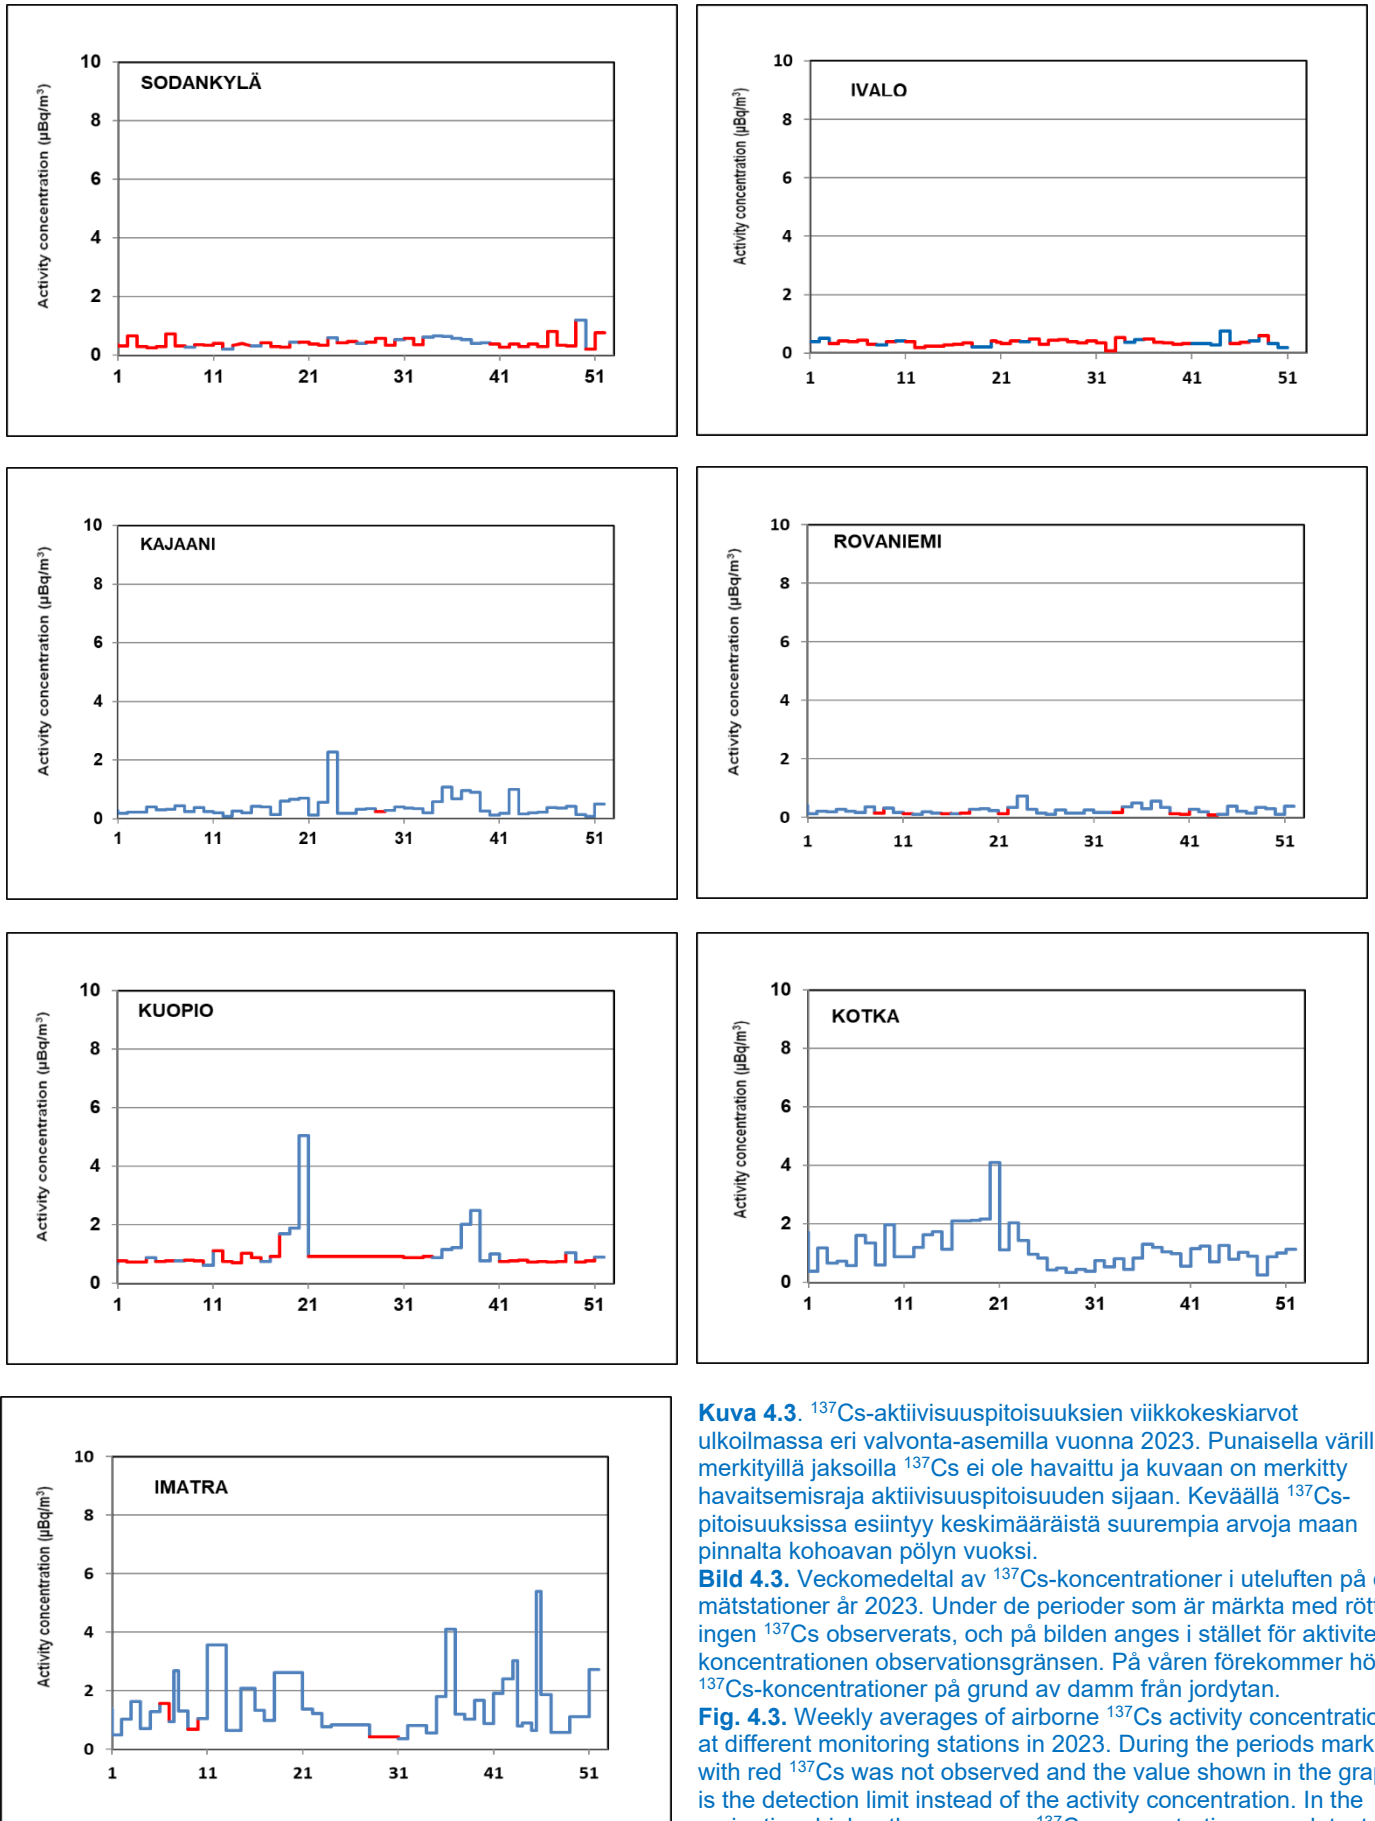 SODANKYLÄ
Activity concentration (µBq/m³)
10
8
6
4
2
0
1 11 21 31 41 51
IVALO
Activity concentration (µBq/m³)
10
8
6
4
2
0
1 11 21 31 41 51
KAJAANI
Activity concentration (µBq/m³)
10
8
6
4
2
0
1 11 21 31 41 51
ROVANIEMI
Activity concentration (µBq/m³)
10
8
6
4
2
0
1 11 21 31 41 51
KUOPIO
Activity concentration (µBq/m³)
10
8
6
4
2
0
1 11 21 31 41 51
KOTKA
Activity concentration (µBq/m³)
10
8
6
4
2
0
1 11 21 31 41 51
IMATRA
Activity concentration (µBq/m³)
10
8
6
4
2
0
1 11 21 31 41 51
Kuva 4.3. ¹³⁷Cs-aktiivisuuspitoisuuksien viikkokeskiarvot
ulkoilmassa eri valvonta-asemilla vuonna 2023. Punaisella värill
merkityillä jaksoilla ¹³⁷Cs ei ole havaittu ja kuvaan on merkitty
havaitsemisraja aktiivisuuspitoisuuden sijaan. Keväällä ¹³⁷Cs-
pitoisuuksissa esiintyy keskimääräistä suurempia arvoja maan
pinnalta kohoavan pölyn vuoksi.
Bild 4.3. Veckomedeltal av ¹³⁷Cs-koncentrationer i uteluften på
mätstationer år 2023. Under de perioder som är märkta med rött
ingen ¹³⁷Cs observerats, och på bilden anges i stället för aktivite
koncentrationen observationsgränsen. På våren förekommer hö
¹³⁷Cs-koncentrationer på grund av damm från jordytan.
Fig. 4.3. Weekly averages of airborne ¹³⁷Cs activity concentratio
at different monitoring stations in 2023. During the periods mark
with red ¹³⁷Cs was not observed and the value shown in the gra
is the detection limit instead of the activity concentration. In the